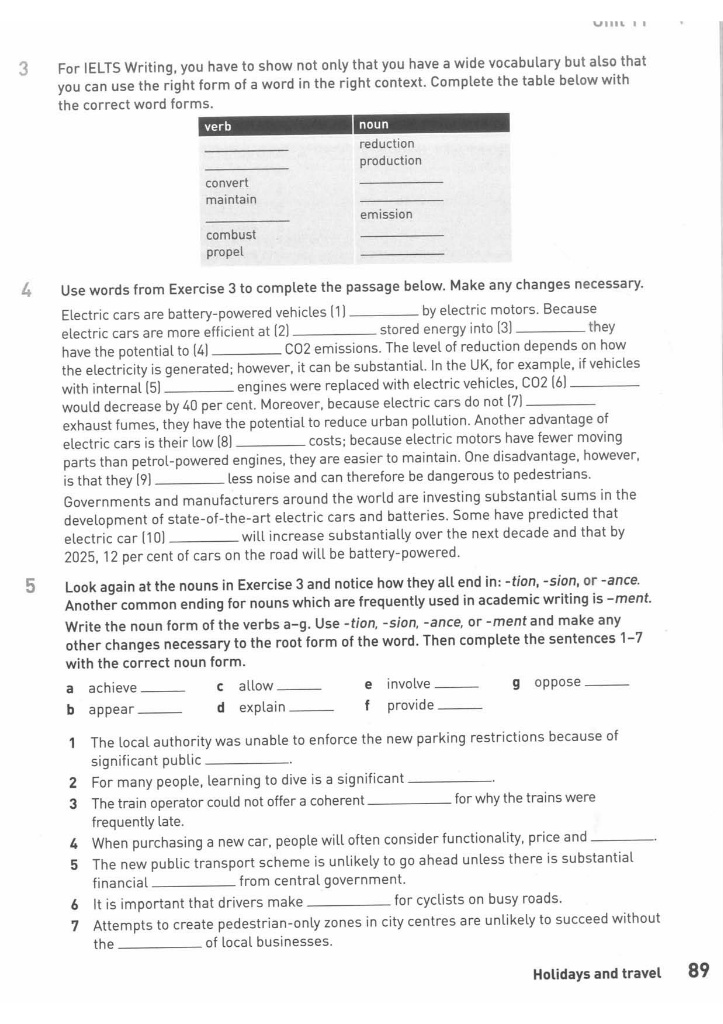 Unit 11
3 For IELTS Writing, you have to show not only that you have a wide vocabulary but also that
you can use the right form of a word in the right context. Complete the table below with
the correct word forms.
verb noun
________ reduction
________ production
convert ________
maintain ________
________ emission
combust ________
propel ________
4 Use words from Exercise 3 to complete the passage below. Make any changes necessary.
Electric cars are battery-powered vehicles (1) ________ by electric motors. Because
electric cars are more efficient at (2) ________ stored energy into (3) ________ they
have the potential to (4) ________ CO2 emissions. The level of reduction depends on how
the electricity is generated; however, it can be substantial. In the UK, for example, if vehicles
with internal (5) ________ engines were replaced with electric vehicles, CO2 (6) ________
would decrease by 40 per cent. Moreover, because electric cars do not (7) ________
exhaust fumes, they have the potential to reduce urban pollution. Another advantage of
electric cars is their low (8) ________ costs; because electric motors have fewer moving
parts than petrol-powered engines, they are easier to maintain. One disadvantage, however,
is that they (9) ________ less noise and can therefore be dangerous to pedestrians.
Governments and manufacturers around the world are investing substantial sums in the
development of state-of-the-art electric cars and batteries. Some have predicted that
electric car (10) ________ will increase substantially over the next decade and that by
2025, 12 per cent of cars on the road will be battery-powered.
5 Look again at the nouns in Exercise 3 and notice how they all end in: -tion, -sion, or -ance.
Another common ending for nouns which are frequently used in academic writing is –ment.
Write the noun form of the verbs a–g. Use -tion, -sion, -ance, or -ment and make any
other changes necessary to the root form of the word. Then complete the sentences 1–7
with the correct noun form.
a achieve ______ c allow ______ e involve ______ g oppose ______
b appear ______ d explain ______ f provide ______
1 The local authority was unable to enforce the new parking restrictions because of
significant public ________.
2 For many people, learning to dive is a significant ________.
3 The train operator could not offer a coherent ________ for why the trains were
frequently late.
4 When purchasing a new car, people will often consider functionality, price and ________.
5 The new public transport scheme is unlikely to go ahead unless there is substantial
financial ________ from central government.
6 It is important that drivers make ________ for cyclists on busy roads.
7 Attempts to create pedestrian-only zones in city centres are unlikely to succeed without
the ________ of local businesses.
Holidays and travel 89